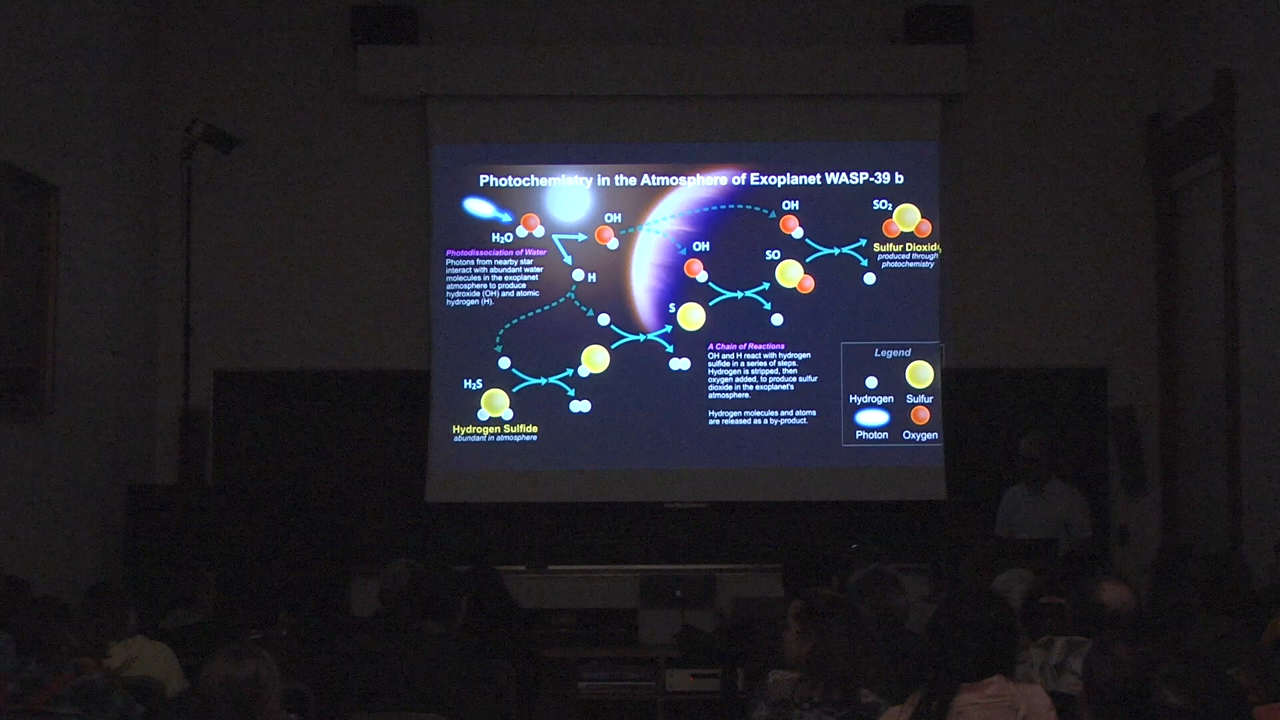 Photochemistry in the Atmosphere of Exoplanet WASP-39 b
H₂O
OH
OH
OH
SO₂
Sulfur Dioxide
produced through
photochemistry
Photodissociation of Water
Photons from nearby star
interact with abundant water
molecules in the exoplanet
atmosphere to produce
hydroxide (OH) and atomic
hydrogen (H).
H
SO
S
H₂S
Hydrogen Sulfide
abundant in atmosphere
A Chain of Reactions
OH and H react with hydrogen
sulfide in a series of steps.
Hydrogen is stripped, then
oxygen added, to produce sulfur
dioxide in the exoplanet's
atmosphere.
Hydrogen molecules and atoms
are released as a by-product.
Legend
Hydrogen
Sulfur
Photon
Oxygen